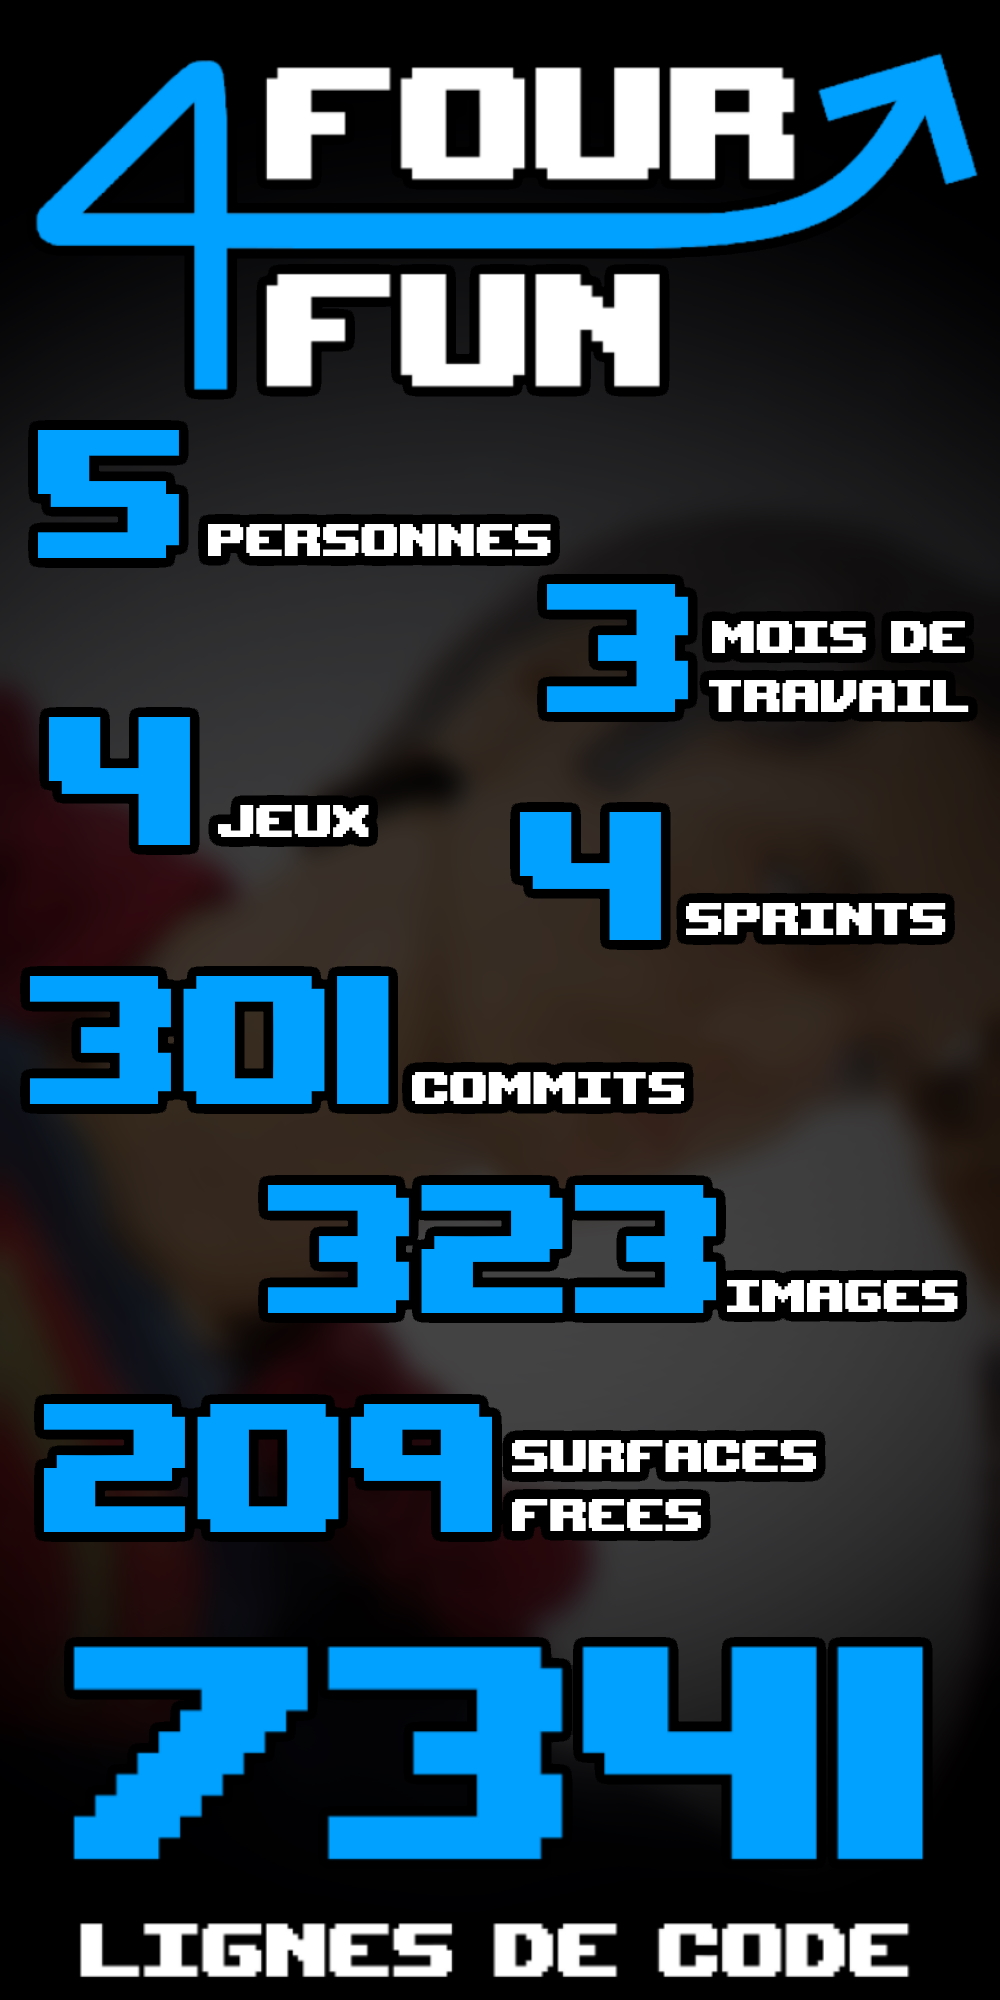 4 FOUR
FUN
5 PERSONNES
3 MOIS DE
TRAVAIL
4 JEUX
4 SPRINTS
301 COMMITS
323 IMAGES
209 SURFACES
FREES
7341
LIGNES DE CODE